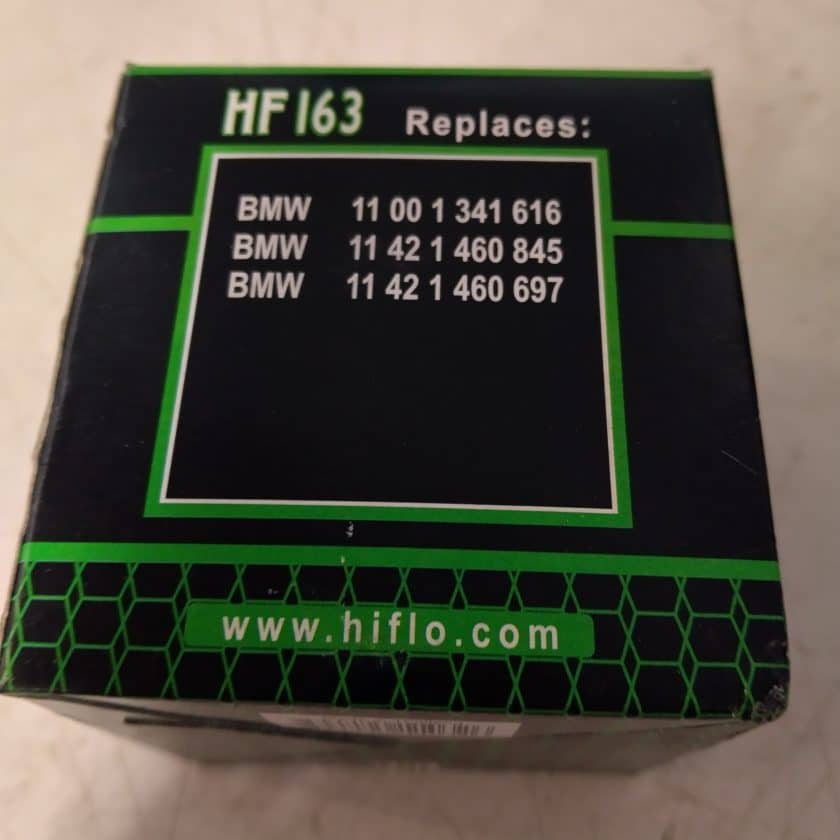 HF163 Replaces:
BMW 11 00 1 341 616
BMW 11 42 1 460 845
BMW 11 42 1 460 697
www.hiflo.com